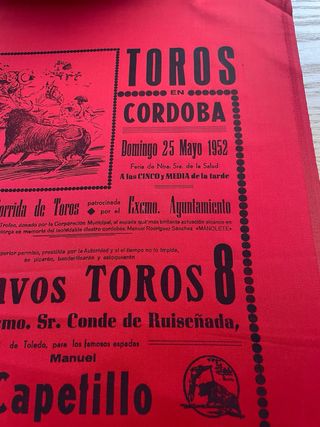 TOROS
EN
CORDOBA
Domingo 25 Mayo 1952
Feria de Ntra. Sra. de la Salud
A las CINCO y MEDIA de la tarde
orrida de Toros patrocinada por el Excmo. Ayuntamiento
Trofeo, donado por la Corporación Municipal, al espada que más brillante actuación alcance en
memoria del inolvidable diestro cordobés, Manuel Rodríguez Sánchez «MANOLETE»
superior permiso, presidida por la Autoridad y si el tiempo no lo impide,
se picarán, banderillearán y estoquearán
vos TOROS 8
cmo. Sr. Conde de Ruiseñada,
de Toledo, para los famosos espadas
Manuel
Capetillo